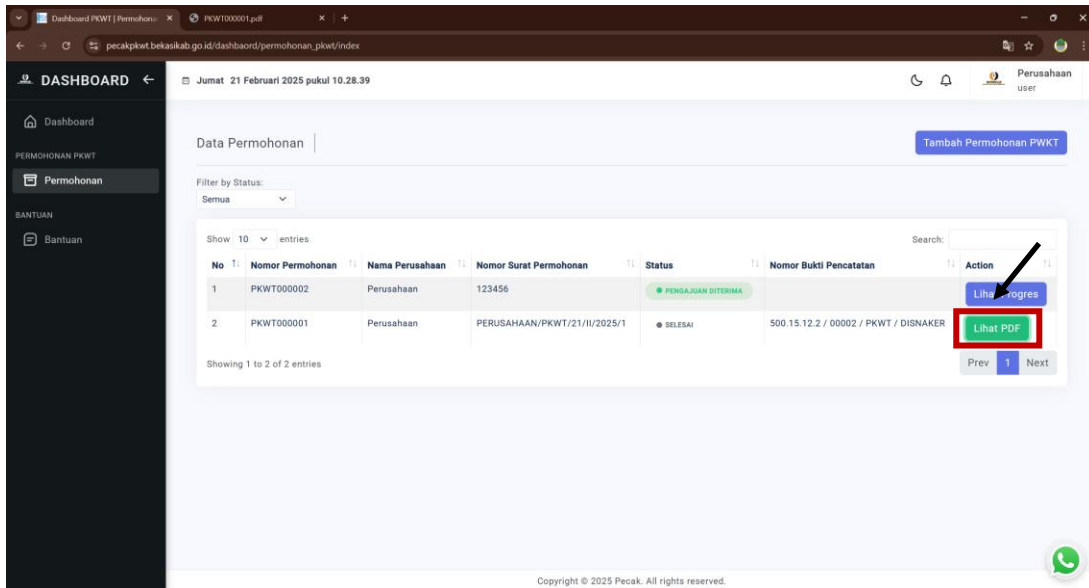 Dashboard PKWT | Permohona
PKWT000001.pdf
pecakpkwt.bekasikab.go.id/dashbaord/permohonan_pkwt/index
DASHBOARD
Jumat 21 Februari 2025 pukul 10.28.39
Perusahaan
user
Dashboard
PERMOHONAN PKWT
Permohonan
BANTUAN
Bantuan
Data Permohonan
Tambah Permohonan PWKT
Filter by Status:
Semua
Show 10 entries
Search:
No Nomor Permohonan Nama Perusahaan Nomor Surat Permohonan Status Nomor Bukti Pencatatan Action
1 PKWT000002 Perusahaan 123456 PENGAJUAN DITERIMA Lihat Progres
2 PKWT000001 Perusahaan PERUSAHAAN/PKWT/21/II/2025/1 SELESAI 500.15.12.2 / 00002 / PKWT / DISNAKER Lihat PDF
Showing 1 to 2 of 2 entries
Prev 1 Next
Copyright © 2025 Pecak. All rights reserved.